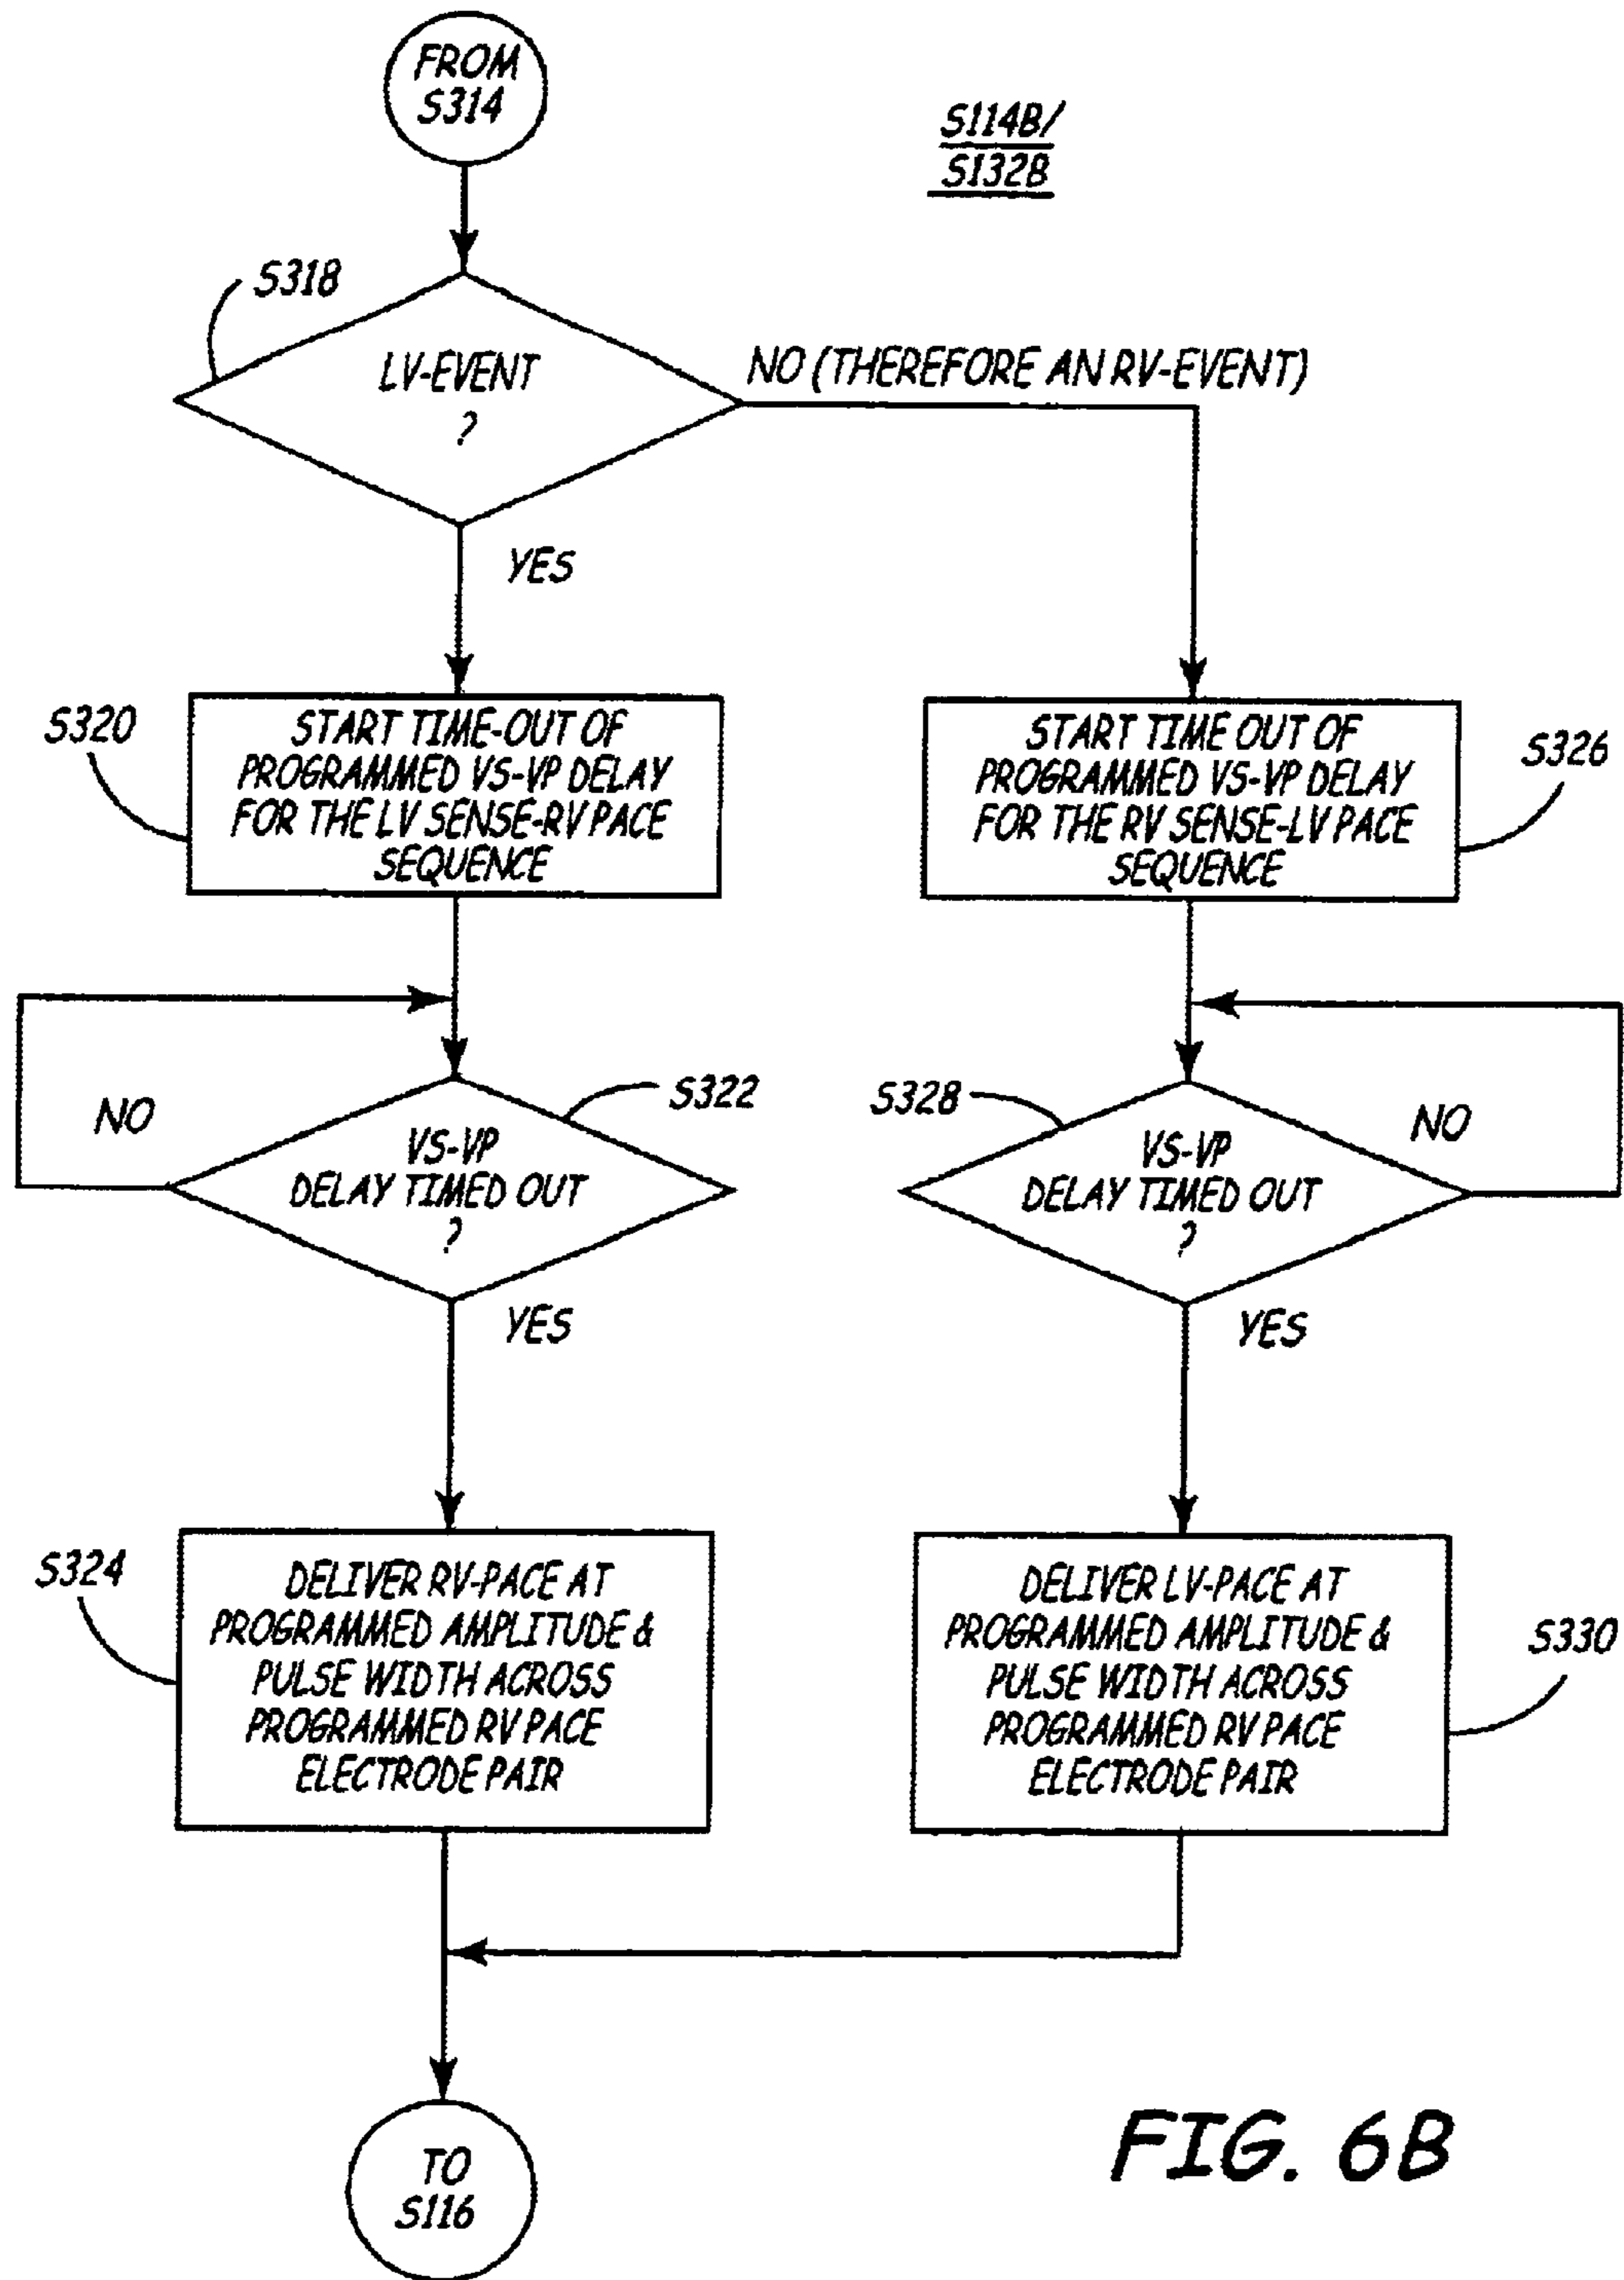 FROM
S314
S114B/
S132B
S318
LV-EVENT
?
NO (THEREFORE AN RV-EVENT)
YES
S320
START TIME-OUT OF
PROGRAMMED VS-VP DELAY
FOR THE LV SENSE-RV PACE
SEQUENCE
START TIME OUT OF
PROGRAMMED VS-VP DELAY
FOR THE RV SENSE-LV PACE
SEQUENCE
S326
NO
VS-VP
DELAY TIMED OUT
?
S322
S328
VS-VP
DELAY TIMED OUT
?
NO
YES
YES
S324
DELIVER RV-PACE AT
PROGRAMMED AMPLITUDE &
PULSE WIDTH ACROSS
PROGRAMMED RV PACE
ELECTRODE PAIR
DELIVER LV-PACE AT
PROGRAMMED AMPLITUDE &
PULSE WIDTH ACROSS
PROGRAMMED RV PACE
ELECTRODE PAIR
S330
TO
S116
FIG. 6B